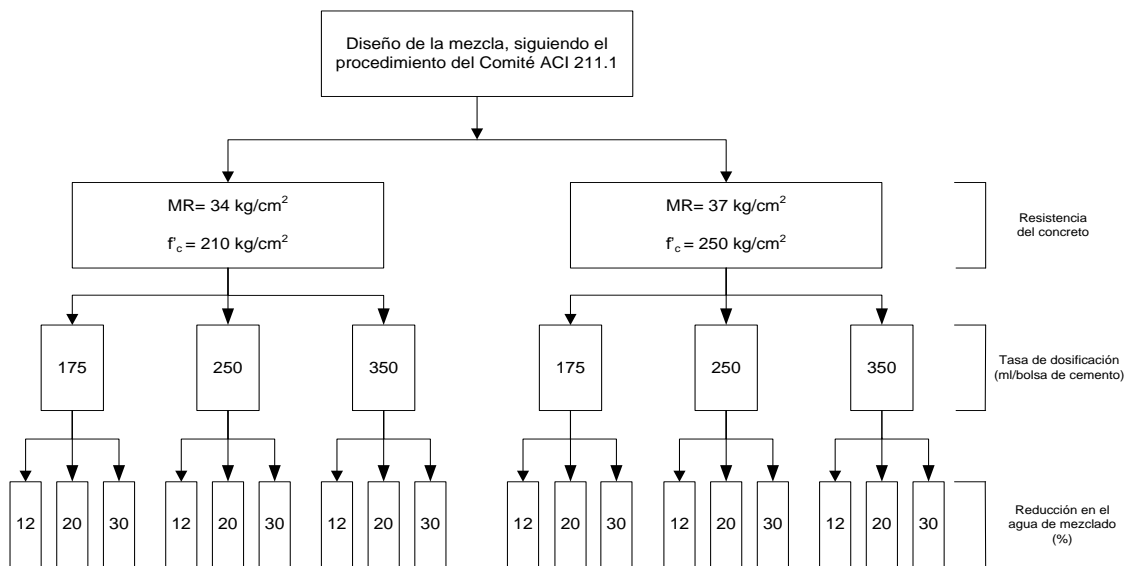 Diseño de la mezcla, siguiendo el
procedimiento del Comité ACI 211.1
MR= 34 kg/cm²
f'c = 210 kg/cm²
MR= 37 kg/cm²
f'c = 250 kg/cm²
Resistencia
del concreto
175
250
350
175
250
350
Tasa de dosificación
(ml/bolsa de cemento)
12
20
30
12
20
30
12
20
30
12
20
30
12
20
30
12
20
30
Reducción en el
agua de mezclado
(%)